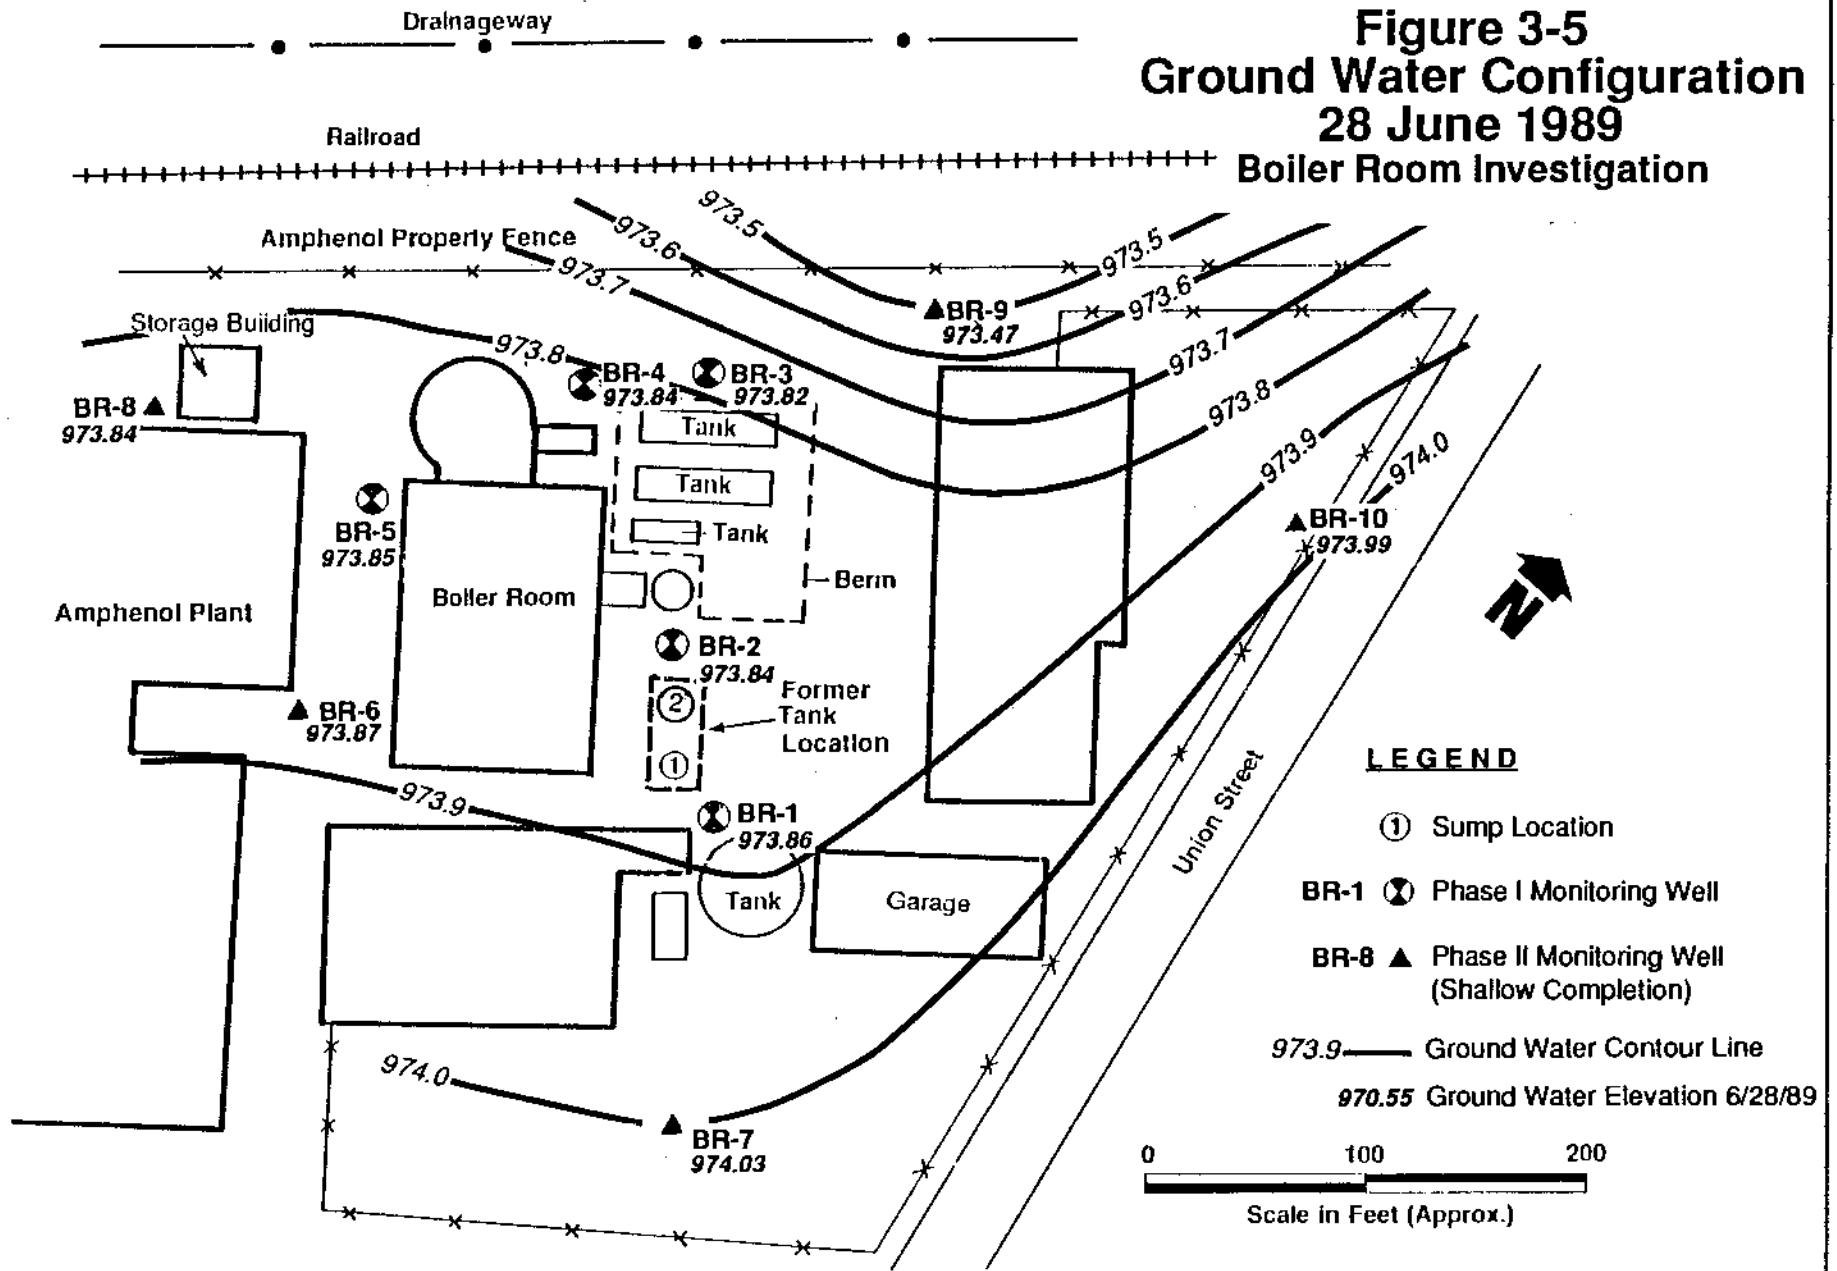 Drainageway
Figure 3-5
Ground Water Configuration
28 June 1989
Boiler Room Investigation
Railroad
973.5
973.6
Amphenol Property Fence
973.7
973.5
973.6
973.7
973.8
973.9
974.0
Storage Building
973.8
BR-9
973.47
BR-4
973.84
BR-3
973.82
BR-8
973.84
Tank
Tank
Tank
BR-5
973.85
BR-10
973.99
Berm
Boiler Room
Amphenol Plant
N
BR-2
973.84
2
Former
Tank
Location
1
BR-6
973.87
973.9
BR-1
973.86
Tank
Garage
Union Street
974.0
BR-7
974.03
LEGEND
1 Sump Location
BR-1 Phase I Monitoring Well
BR-8 Phase II Monitoring Well
(Shallow Completion)
973.9 Ground Water Contour Line
970.55 Ground Water Elevation 6/28/89
0 100 200
Scale in Feet (Approx.)